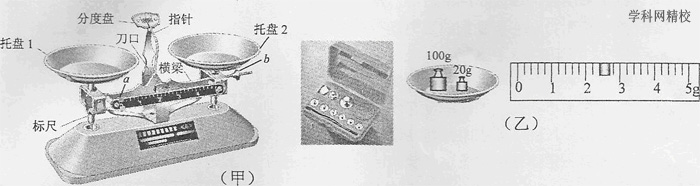 学科网精校
分度盘
指针
托盘1
刀口
托盘2
横梁
a
b
标尺
(甲)
100g
20g
0 1 2 3 4 5g
(乙)